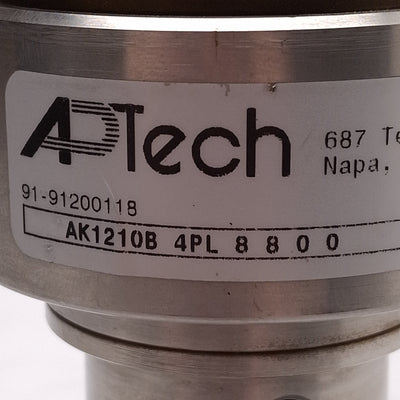 APTech
687 Te
Napa,
91-91200118
AK1210B 4PL 8 8 0 0